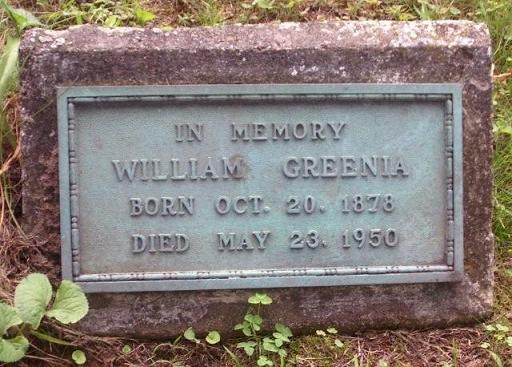 IN MEMORY
WILLIAM GREENIA
BORN OCT. 20. 1878
DIED MAY 23. 1950